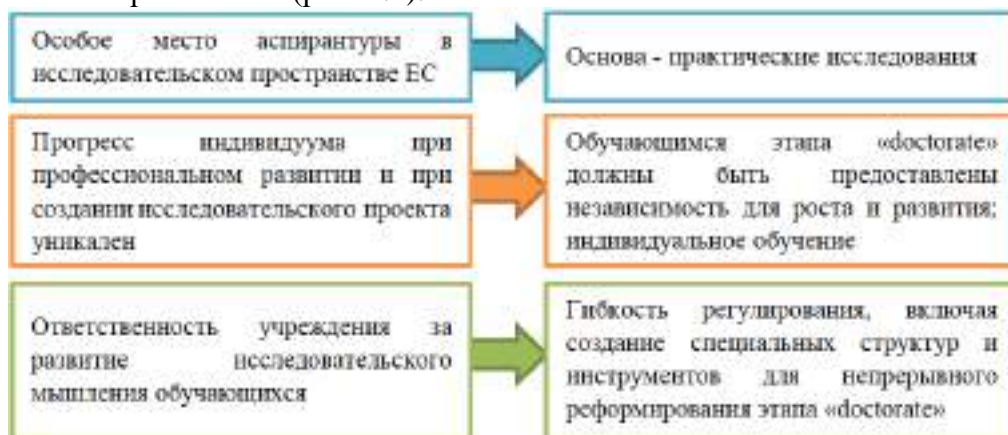 Особое место аспирантуры в
исследовательском пространстве ЕС
Основа - практические исследования
Прогресс индивидуума при
профессиональном развитии и при
создании исследовательского проекта
уникален
Обучающимся этапа «doctorate»
должны быть предоставлены
независимость для роста и развития;
индивидуальное обучение
Ответственность учреждения за
развитие исследовательского
мышления обучающихся
Гибкость регулирования, включая
создание специальных структур и
инструментов для непрерывного
реформирования этапа «doctorate»